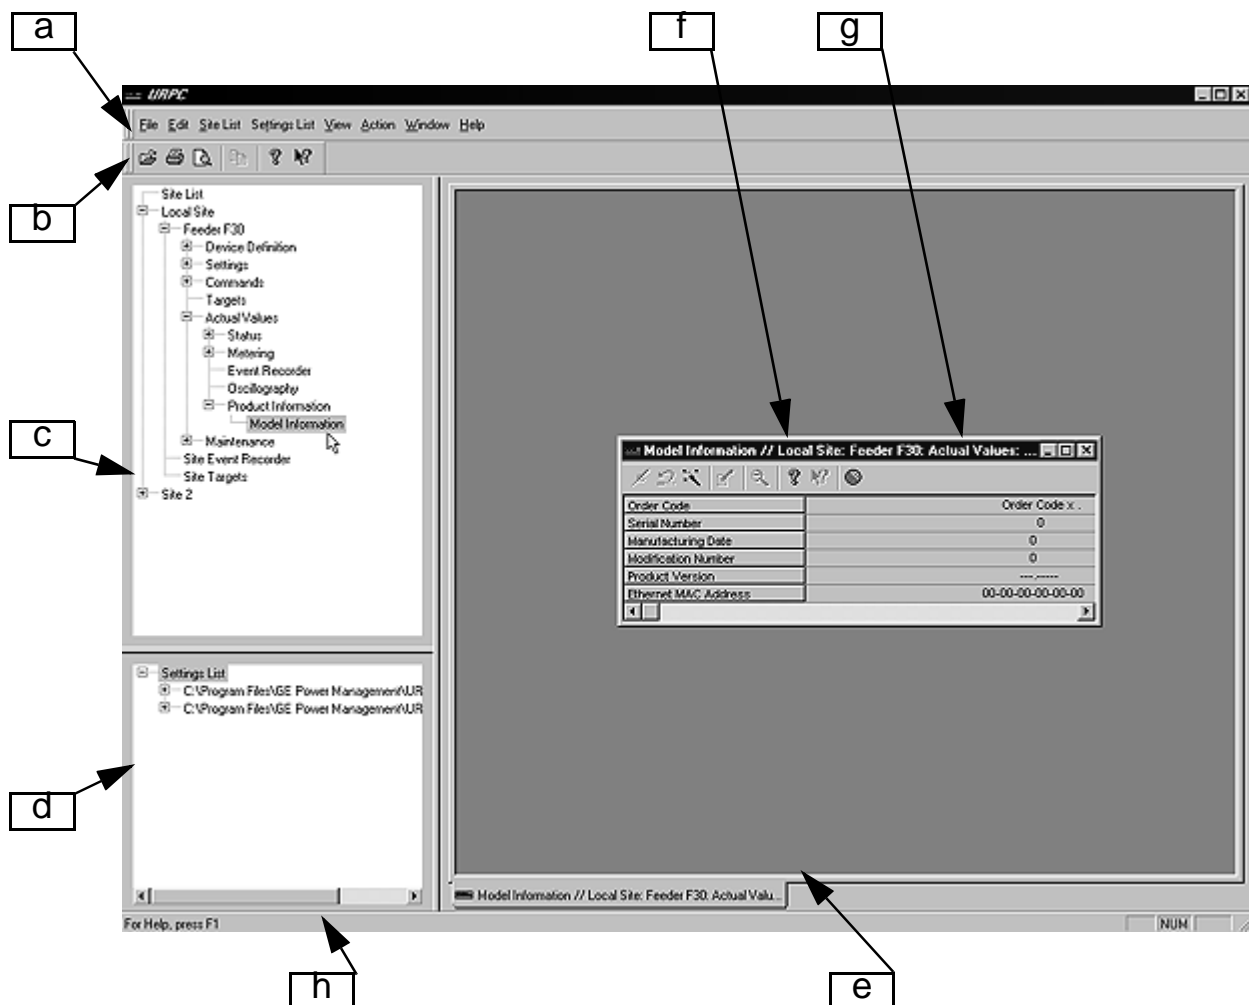 a
f
g
URPC
File Edit Site List Settings List View Action Window Help
b
Site List
Local Site
Feeder F30
Device Definition
Settings
Commands
Targets
Actual Values
Status
Metering
Event Recorder
Oscillography
Product Information
Model Information
Maintenance
Site Event Recorder
Site Targets
Site 2
c
Model Information // Local Site: Feeder F30: Actual Values: ...
Order Code Order Code x .
Serial Number 0
Manufacturing Date 0
Modification Number 0
Product Version ---.-----
Ethernet MAC Address 00-00-00-00-00-00
Settings List
C:\Program Files\GE Power Management\UR
C:\Program Files\GE Power Management\UR
d
Model Information // Local Site: Feeder F30: Actual Valu...
For Help, press F1
NUM
h
e